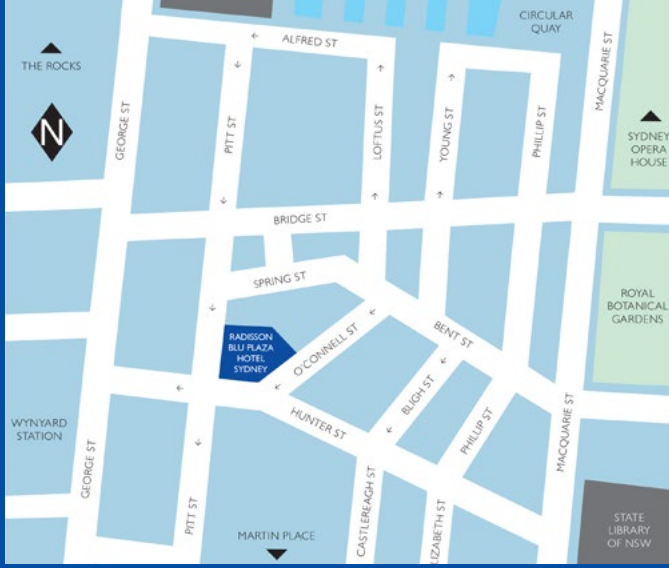 CIRCULAR
QUAY
ALFRED ST
THE ROCKS
N
GEORGE ST
PITT ST
LOFTUS ST
YOUNG ST
PHILLIP ST
MACQUARIE ST
SYDNEY
OPERA
HOUSE
BRIDGE ST
SPRING ST
ROYAL
BOTANICAL
GARDENS
RADISSON
BLU PLAZA
HOTEL
SYDNEY
O'CONNELL ST
BENT ST
BLIGH ST
HUNTER ST
PHILLIP ST
MACQUARIE ST
WYNYARD
STATION
GEORGE ST
PITT ST
CASTLEREAGH ST
LIZABETH ST
MARTIN PLACE
STATE
LIBRARY
OF NSW